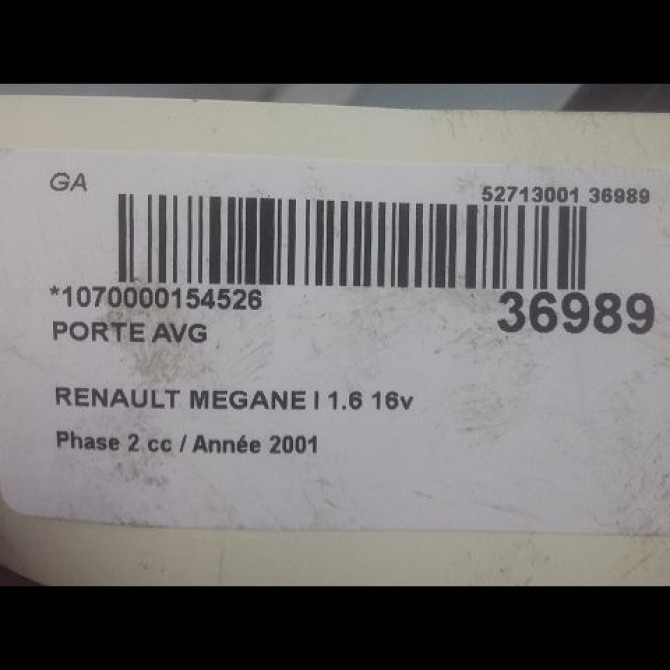 GA
52713001 36989
*1070000154526
36989
PORTE AVG
RENAULT MEGANE I 1.6 16v
Phase 2 cc / Année 2001